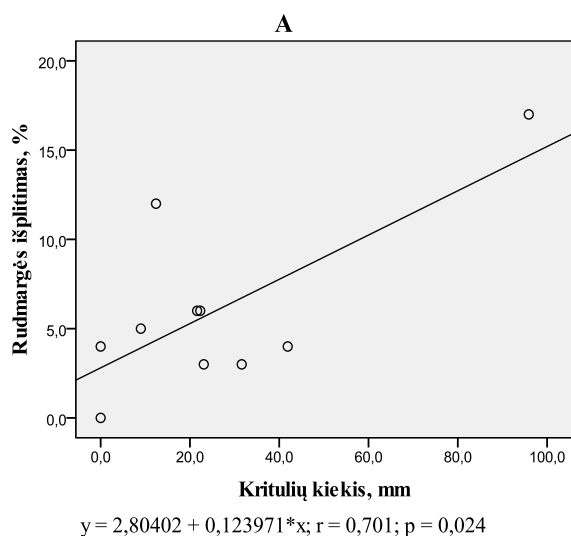 A
20,0
15,0
10,0
5,0
0,0
Rudmargės išplitimas, %
0,0 20,0 40,0 60,0 80,0 100,0
Kritulių kiekis, mm
y = 2,80402 + 0,123971*x; r = 0,701; p = 0,024